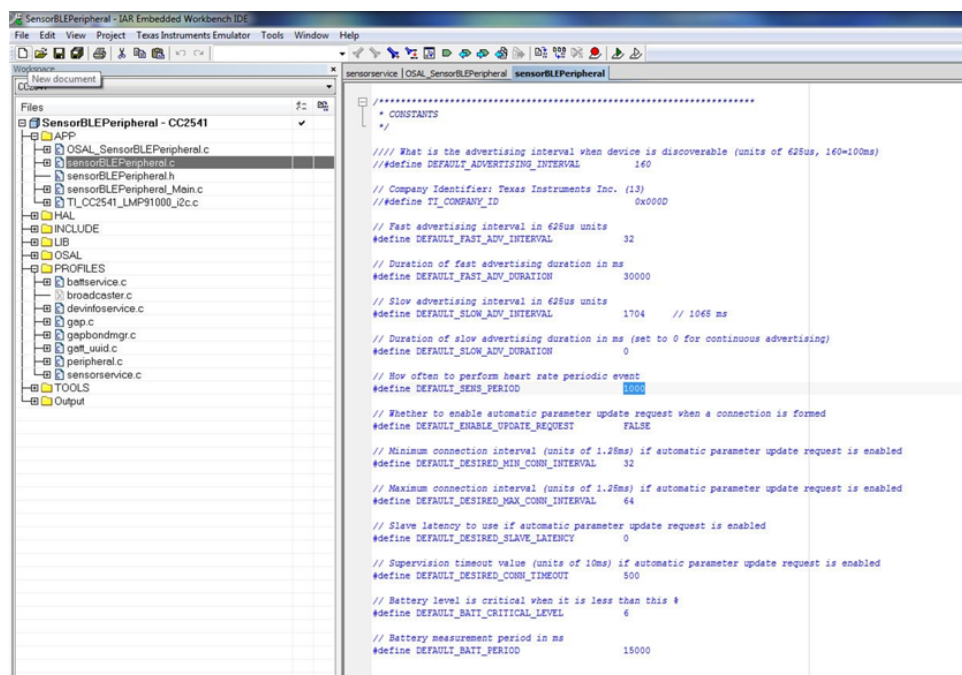 SensorBLEPeripheral - IAR Embedded Workbench IDE
File Edit View Project Texas Instruments Emulator Tools Window Help
Workspace
New document
sensorservice | OSAL_SensorBLEPeripheral sensorBLEPeripheral
Files
SensorBLEPeripheral - CC2541
APP
OSAL_SensorBLEPeripheral.c
sensorBLEPeripheral.c
sensorBLEPeripheral.h
sensorBLEPeripheral_Main.c
TI_CC2541_LMP91000_i2c.c
HAL
INCLUDE
LIB
OSAL
PROFILES
battservice.c
broadcaster.c
devinfoservice.c
gap.c
gapbondmgr.c
gatt_uuid.c
peripheral.c
sensorservice.c
TOOLS
Output
* CONSTANTS
*/
//// What is the advertising interval when device is discoverable (units of 625us, 160=100ms)
//#define DEFAULT_ADVERTISING_INTERVAL 160
// Company Identifier: Texas Instruments Inc. (13)
//#define TI_COMPANY_ID 0x000D
// Fast advertising interval in 625us units
#define DEFAULT_FAST_ADV_INTERVAL 32
// Duration of fast advertising duration in ms
#define DEFAULT_FAST_ADV_DURATION 30000
// Slow advertising interval in 625us units
#define DEFAULT_SLOW_ADV_INTERVAL 1704 // 1065 ms
// Duration of slow advertising duration in ms (set to 0 for continuous advertising)
#define DEFAULT_SLOW_ADV_DURATION 0
// How often to perform heart rate periodic event
#define DEFAULT_SENS_PERIOD 1000
// Whether to enable automatic parameter update request when a connection is formed
#define DEFAULT_ENABLE_UPDATE_REQUEST FALSE
// Minimum connection interval (units of 1.25ms) if automatic parameter update request is enabled
#define DEFAULT_DESIRED_MIN_CONN_INTERVAL 32
// Maximum connection interval (units of 1.25ms) if automatic parameter update request is enabled
#define DEFAULT_DESIRED_MAX_CONN_INTERVAL 64
// Slave latency to use if automatic parameter update request is enabled
#define DEFAULT_DESIRED_SLAVE_LATENCY 0
// Supervision timeout value (units of 10ms) if automatic parameter update request is enabled
#define DEFAULT_DESIRED_CONN_TIMEOUT 500
// Battery level is critical when it is less than this %
#define DEFAULT_BATT_CRITICAL_LEVEL 6
// Battery measurement period in ms
#define DEFAULT_BATT_PERIOD 15000